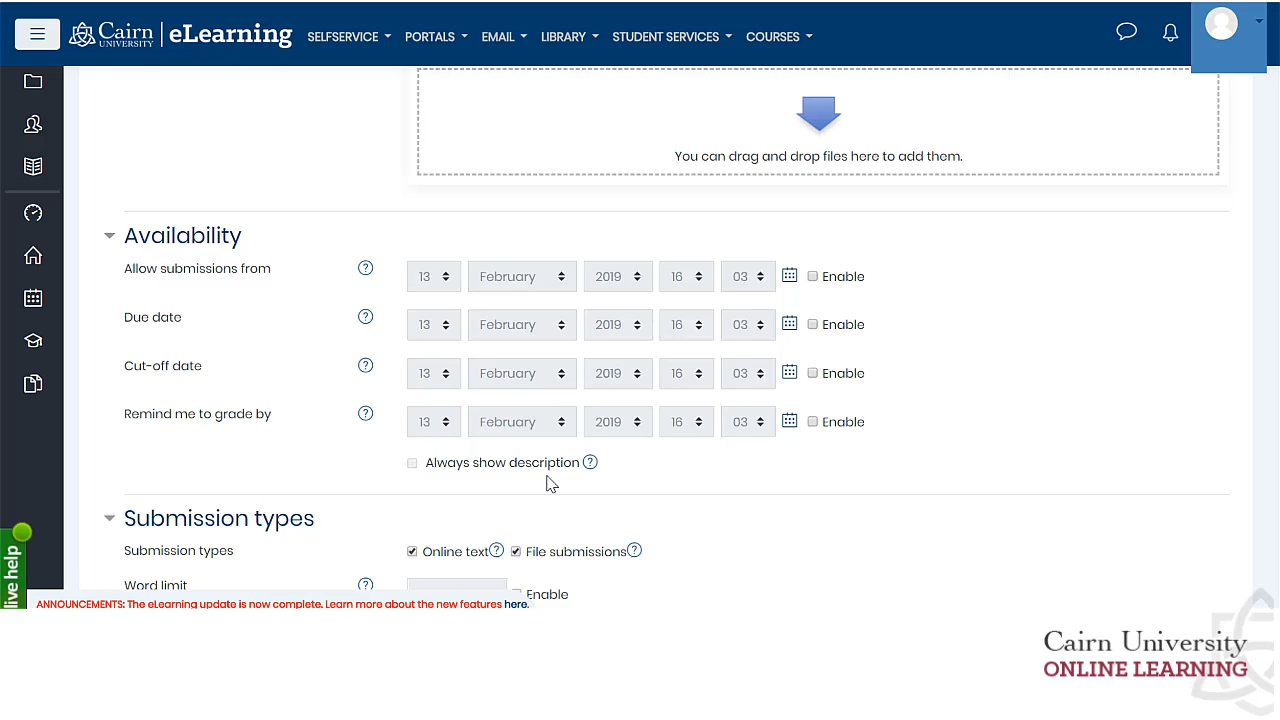 Cairn UNIVERSITY eLearning SELFSERVICE PORTALS EMAIL LIBRARY STUDENT SERVICES COURSES
You can drag and drop files here to add them.
Availability
Allow submissions from ? 13 February 2019 16 03 Enable
Due date ? 13 February 2019 16 03 Enable
Cut-off date ? 13 February 2019 16 03 Enable
Remind me to grade by ? 13 February 2019 16 03 Enable
Always show description ?
Submission types
Submission types Online text ? File submissions ?
Word limit ? Enable
live help
ANNOUNCEMENTS: The eLearning update is now complete. Learn more about the new features here.
Cairn University
ONLINE LEARNING